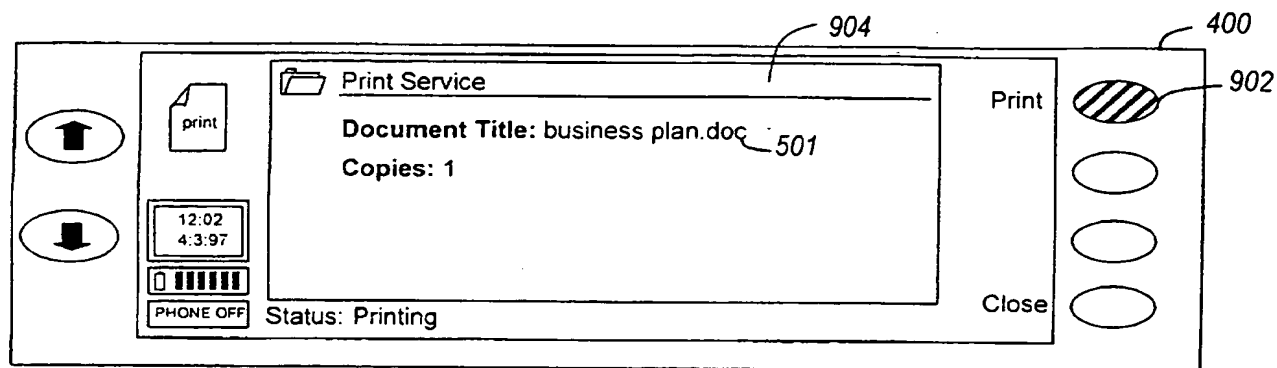 904
400
902
print
Print Service
Print
Document Title: business plan.doc
501
Copies: 1
12:02
4:3:97
PHONE OFF
Status: Printing
Close